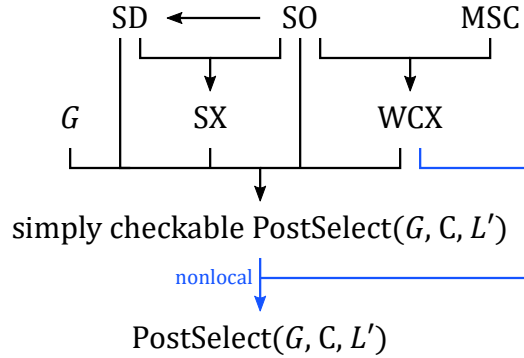 SD SO MSC
G SX WCX
simply checkable PostSelect(G, C, L′)
nonlocal
PostSelect(G, C, L′)